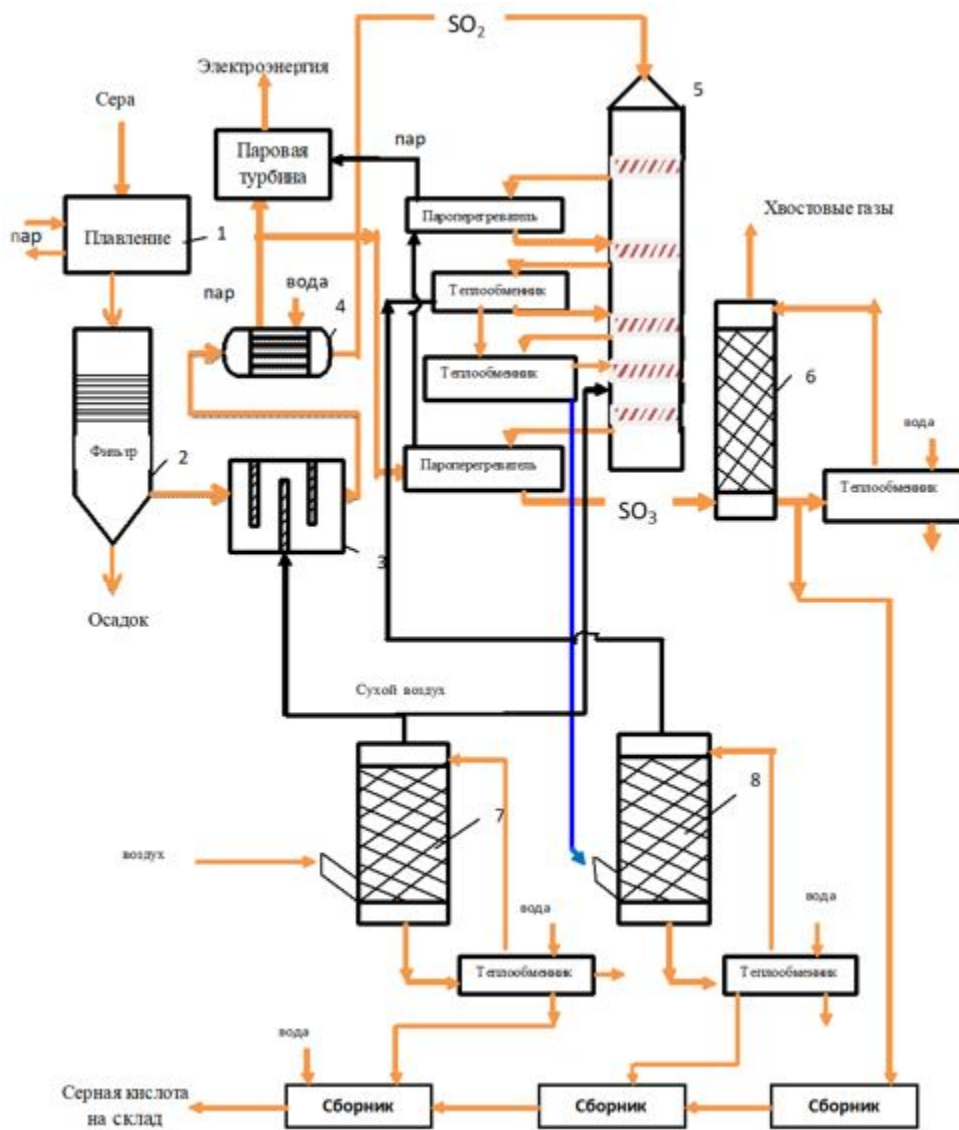 SO2
Электроэнергия
5
Сера
пар
Паровая
турбина
Пароперегреватель
Хвостовые газы
пар
Плавление
1
Теплообменник
пар
вода
4
Теплообменник
6
Фильтр
2
Пароперегреватель
вода
Теплообменник
SO3
3
Осадок
Сухой воздух
7
8
воздух
вода
вода
Теплообменник
Теплообменник
вода
Серная кислота
на склад
Сборник
Сборник
Сборник